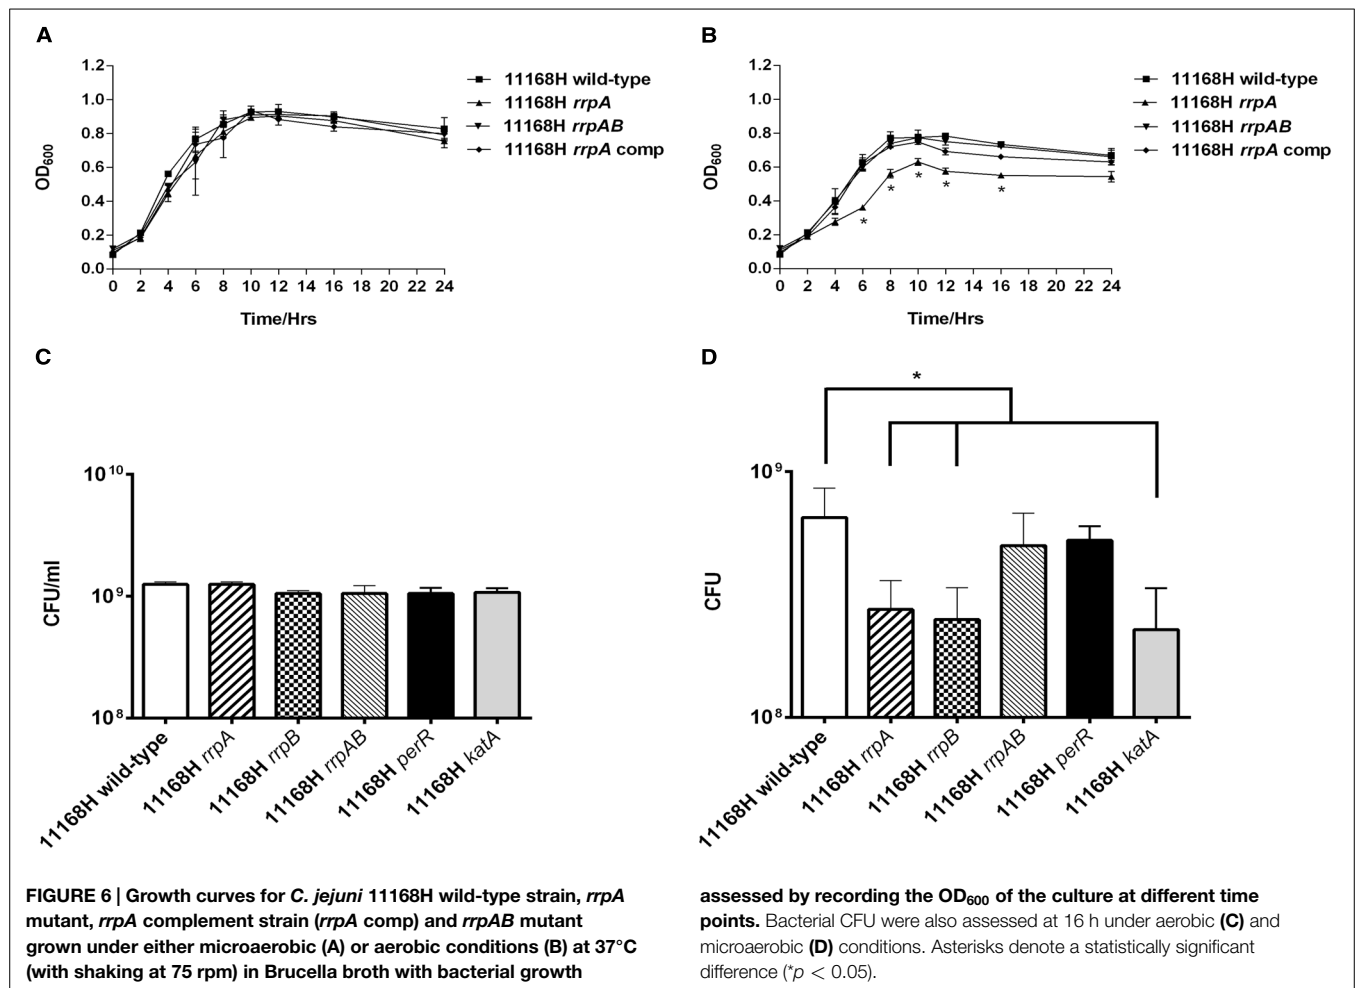 A
1.2
1.0
0.8
0.6
0.4
0.2
0.0
OD600
0 2 4 6 8 10 12 14 16 18 20 22 24
Time/Hrs
11168H wild-type
11168H rrpA
11168H rrpAB
11168H rrpA comp
B
1.2
1.0
0.8
0.6
0.4
0.2
0.0
OD600
* * * * * *
0 2 4 6 8 10 12 14 16 18 20 22 24
Time/Hrs
11168H wild-type
11168H rrpA
11168H rrpAB
11168H rrpA comp
C
10^10
10^9
10^8
CFU/ml
11168H wild-type
11168H rrpA
11168H rrpB
11168H rrpAB
11168H perR
11168H katA
D
*
10^9
10^8
CFU
11168H wild-type
11168H rrpA
11168H rrpB
11168H rrpAB
11168H perR
11168H katA
FIGURE 6 | Growth curves for C. jejuni 11168H wild-type strain, rrpA
mutant, rrpA complement strain (rrpA comp) and rrpAB mutant
grown under either microaerobic (A) or aerobic conditions (B) at 37°C
(with shaking at 75 rpm) in Brucella broth with bacterial growth
assessed by recording the OD600 of the culture at different time
points. Bacterial CFU were also assessed at 16 h under aerobic (C) and
microaerobic (D) conditions. Asterisks denote a statistically significant
difference (*p < 0.05).